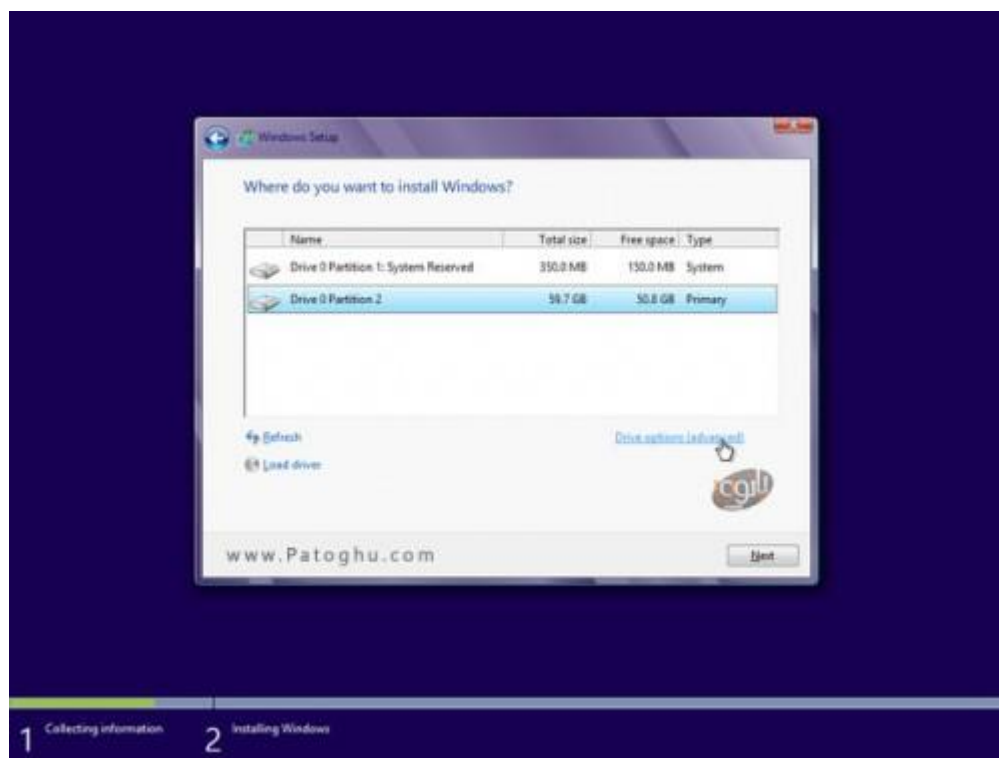 Windows Setup
Where do you want to install Windows?
Name Total size Free space Type
Drive 0 Partition 1: System Reserved 350.0 MB 150.0 MB System
Drive 0 Partition 2 59.7 GB 50.8 GB Primary
Refresh Drive options (advanced)
Load driver
www.Patoghu.com Next
1 Collecting information 2 Installing Windows